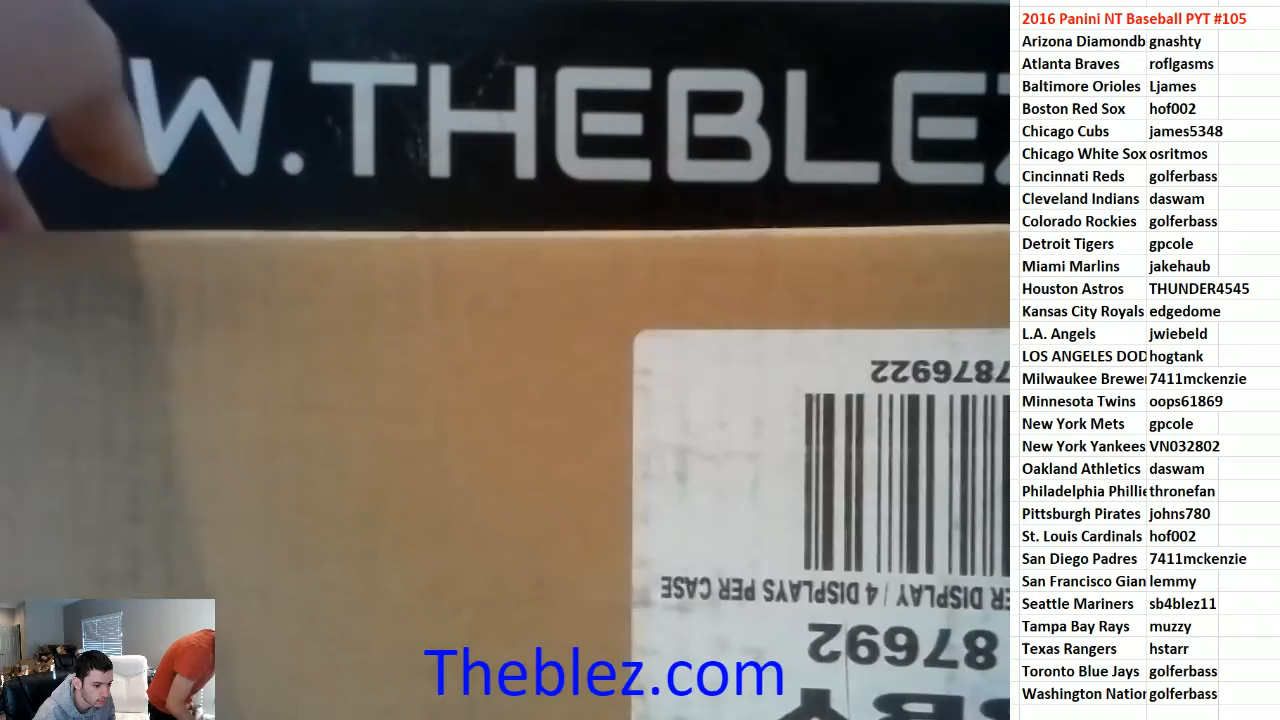 W.THEBLEZ
7876922
DISPLAY / 4 DISPLAYS PER CASE
87692
Theblez.com
2016 Panini NT Baseball PYT #105
Arizona Diamondb gnashty
Atlanta Braves roflgasms
Baltimore Orioles Ljames
Boston Red Sox hof002
Chicago Cubs james5348
Chicago White Sox osritmos
Cincinnati Reds golferbass
Cleveland Indians daswam
Colorado Rockies golferbass
Detroit Tigers gpcole
Miami Marlins jakehaub
Houston Astros THUNDER4545
Kansas City Royals edgedome
L.A. Angels jwiebeld
LOS ANGELES DOD hogtank
Milwaukee Brewer 7411mckenzie
Minnesota Twins oops61869
New York Mets gpcole
New York Yankees VN032802
Oakland Athletics daswam
Philadelphia Phillie thronefan
Pittsburgh Pirates johns780
St. Louis Cardinals hof002
San Diego Padres 7411mckenzie
San Francisco Gian lemmy
Seattle Mariners sb4blez11
Tampa Bay Rays muzzy
Texas Rangers hstarr
Toronto Blue Jays golferbass
Washington Nation golferbass